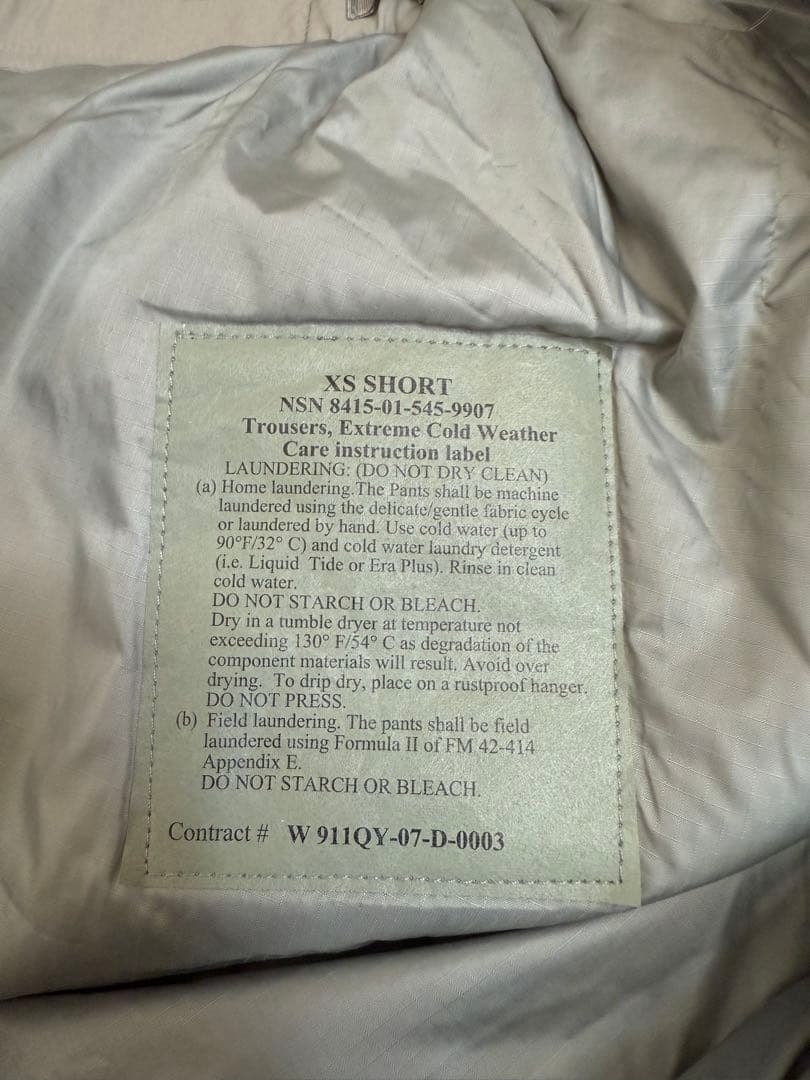 XS SHORT
NSN 8415-01-545-9907
Trousers, Extreme Cold Weather
Care instruction label
LAUNDERING: (DO NOT DRY CLEAN)
(a) Home laundering.The Pants shall be machine
laundered using the delicate/gentle fabric cycle
or laundered by hand. Use cold water (up to
90°F/32° C) and cold water laundry detergent
(i.e. Liquid Tide or Era Plus). Rinse in clean
cold water.
DO NOT STARCH OR BLEACH.
Dry in a tumble dryer at temperature not
exceeding 130° F/54° C as degradation of the
component materials will result. Avoid over
drying. To drip dry, place on a rustproof hanger.
DO NOT PRESS.
(b) Field laundering. The pants shall be field
laundered using Formula II of FM 42-414
Appendix E.
DO NOT STARCH OR BLEACH.
Contract # W 911QY-07-D-0003